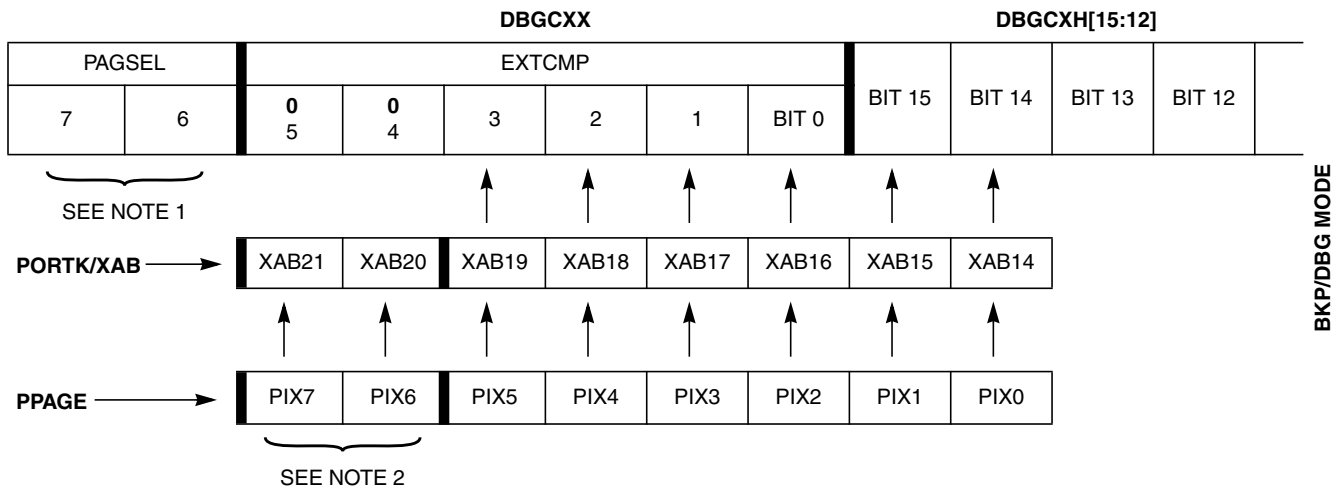 DBGCXX DBGCXH[15:12]
PAGSEL EXTCMP
BIT 15 BIT 14 BIT 13 BIT 12
7 6 0 5 0 4 3 2 1 BIT 0
SEE NOTE 1
PORTK/XAB XAB21 XAB20 XAB19 XAB18 XAB17 XAB16 XAB15 XAB14
PPAGE PIX7 PIX6 PIX5 PIX4 PIX3 PIX2 PIX1 PIX0
SEE NOTE 2
BKP/DBG MODE